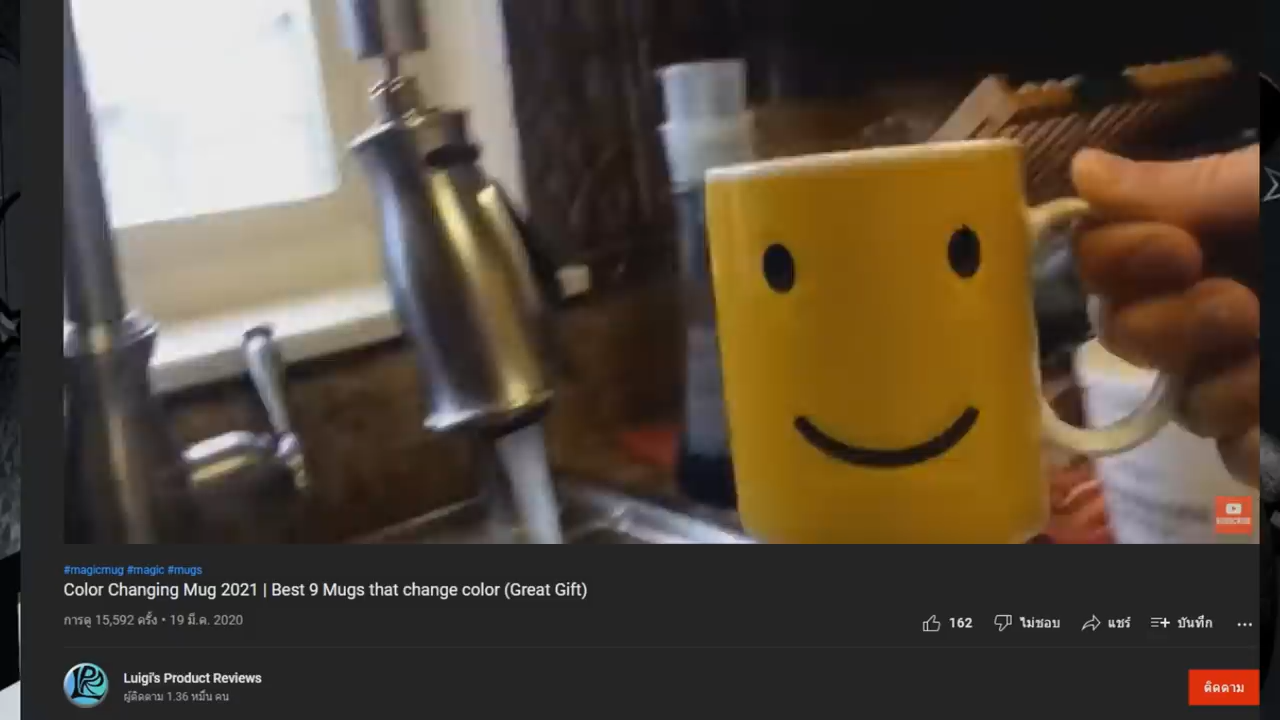 #magicmug #magic #mugs
Color Changing Mug 2021 | Best 9 Mugs that change color (Great Gift)
การดู 15,592 ครั้ง • 19 มี.ค. 2020
162 ไม่ชอบ แชร์ บันทึก
Luigi's Product Reviews
ผู้ติดตาม 1.36 หมื่น คน
ติดตาม